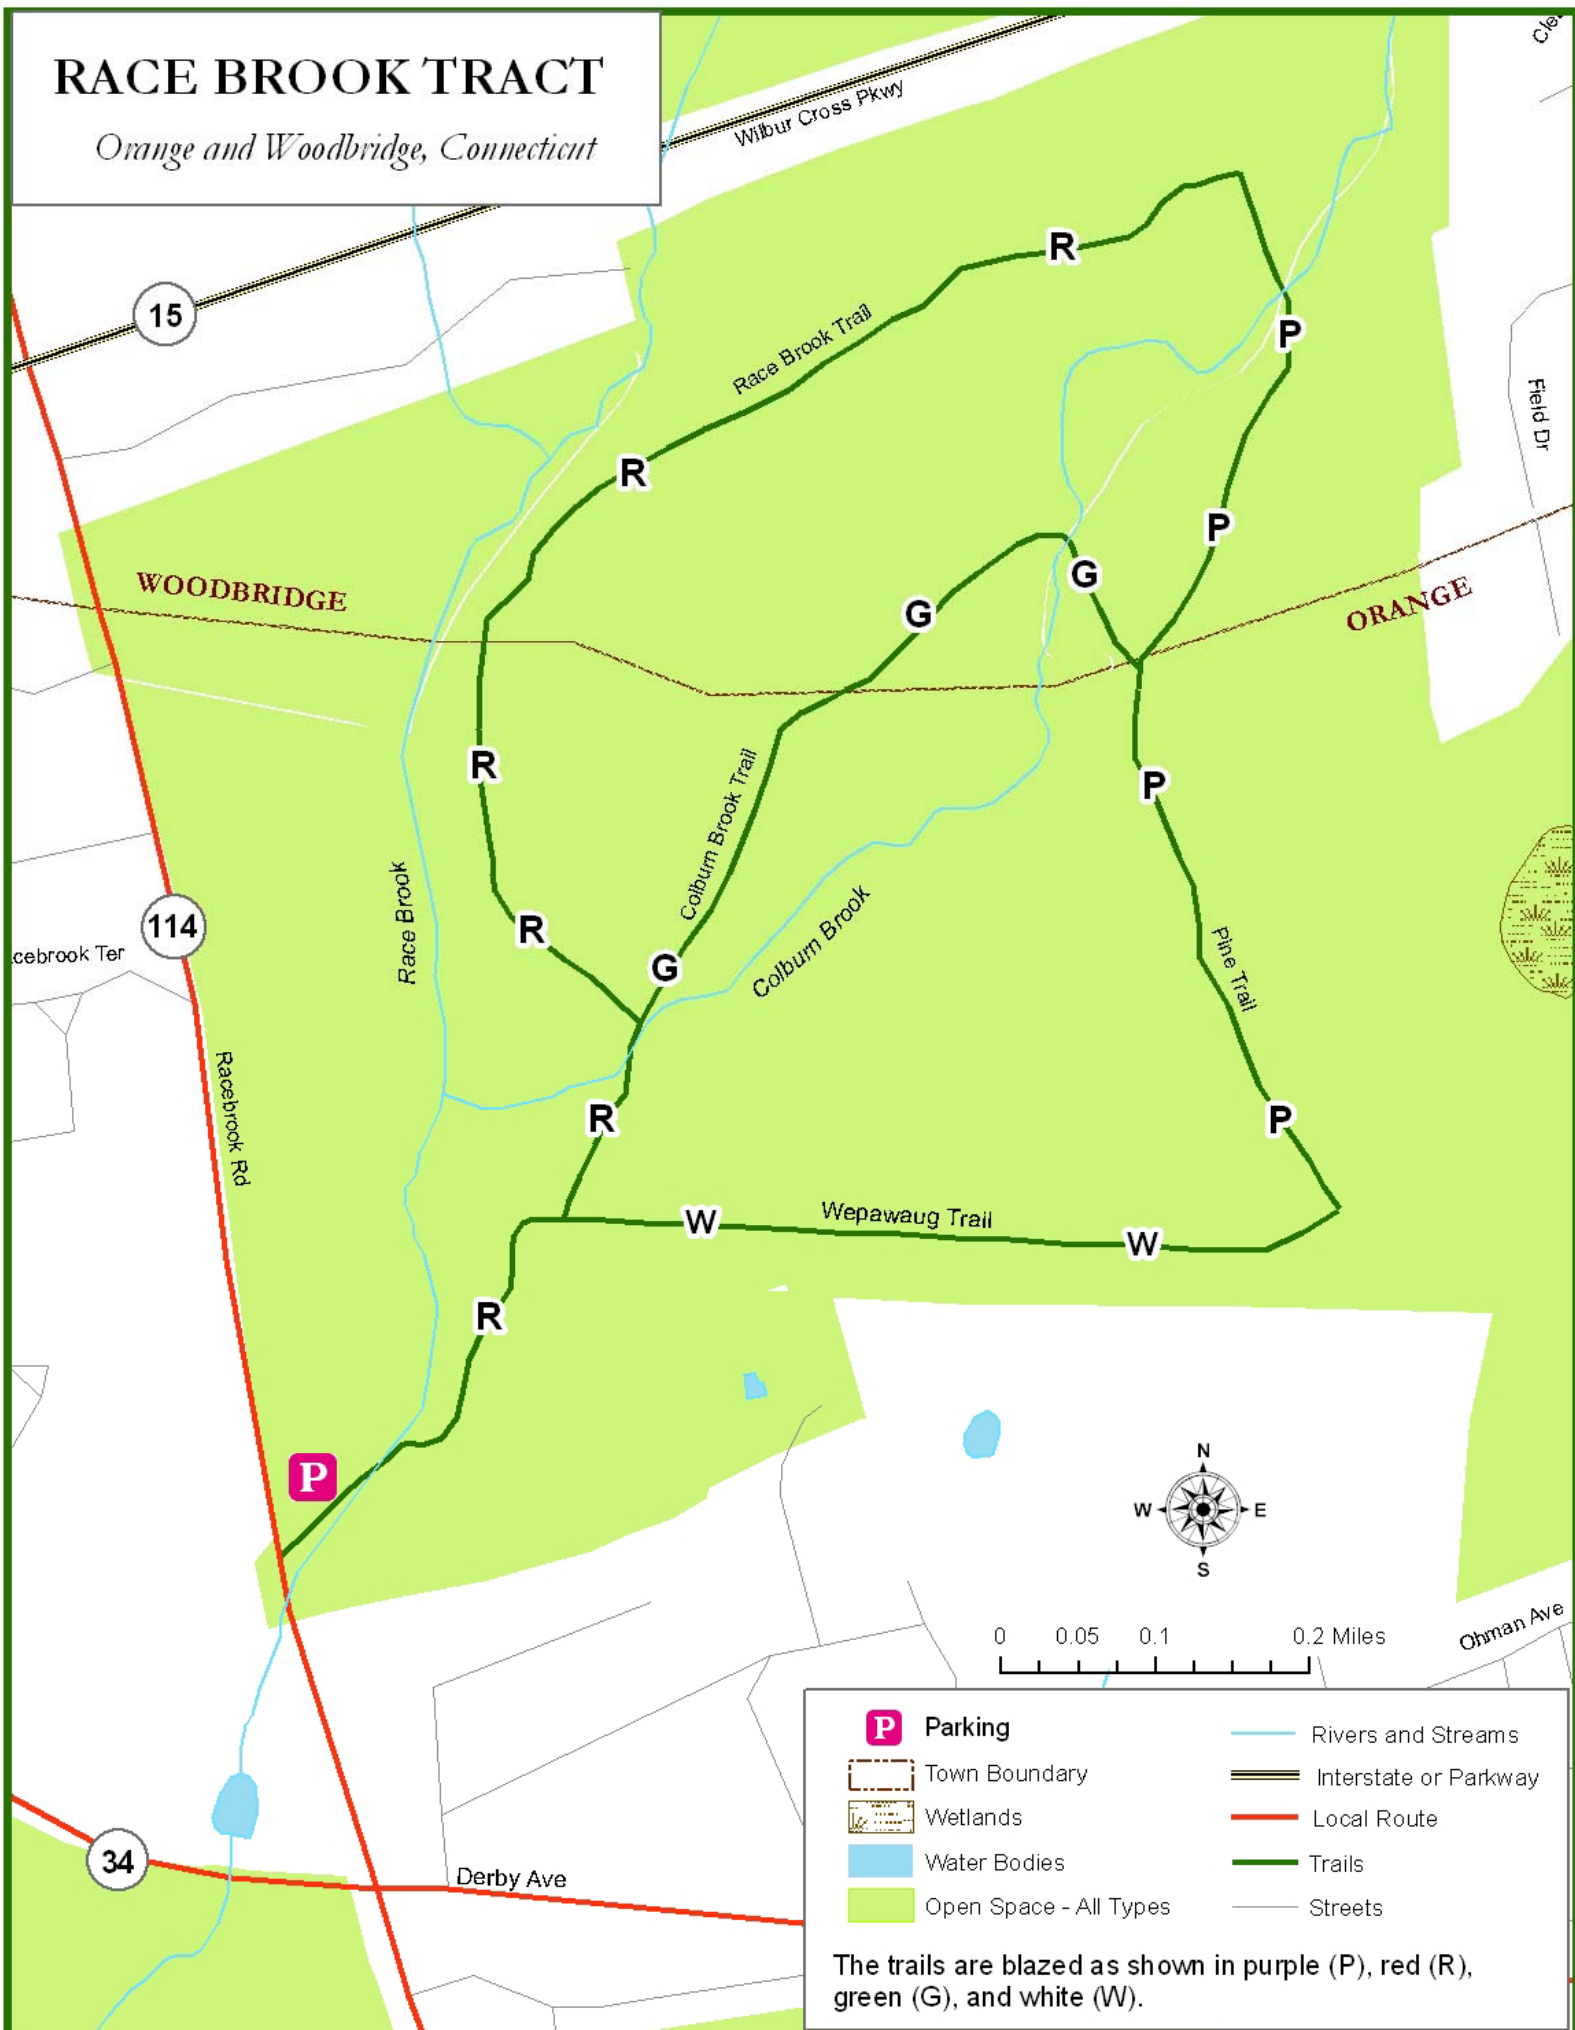 RACE BROOK TRACT
Orange and Woodbridge, Connecticut
Wilbur Cross Pkwy
15
R
Race Brook Trail
P
R
Field Dr
P
WOODBRIDGE
G
ORANGE
G
R
P
Colburn Brook Trail
Race Brook
114
R
G
Colburn Brook
Pine Trail
cebrook Ter
Racebrook Rd
R
P
W
Wepawaug Trail
W
R
P
N
W
E
S
0 0.05 0.1 0.2 Miles
Ohman Ave
34
Derby Ave
P Parking
Town Boundary
Wetlands
Water Bodies
Open Space - All Types
Rivers and Streams
Interstate or Parkway
Local Route
Trails
Streets
The trails are blazed as shown in purple (P), red (R),
green (G), and white (W).